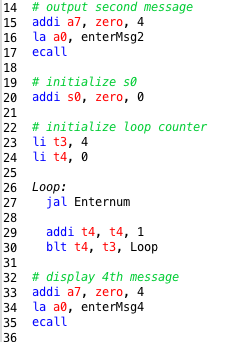 14 # output second message
15 addi a7, zero, 4
16 la a0, enterMsg2
17 ecall
18
19 # initialize s0
20 addi s0, zero, 0
21
22 # initialize loop counter
23 li t3, 4
24 li t4, 0
25
26 Loop:
27 jal Enternum
28
29 addi t4, t4, 1
30 blt t4, t3, Loop
31
32 # display 4th message
33 addi a7, zero, 4
34 la a0, enterMsg4
35 ecall
36